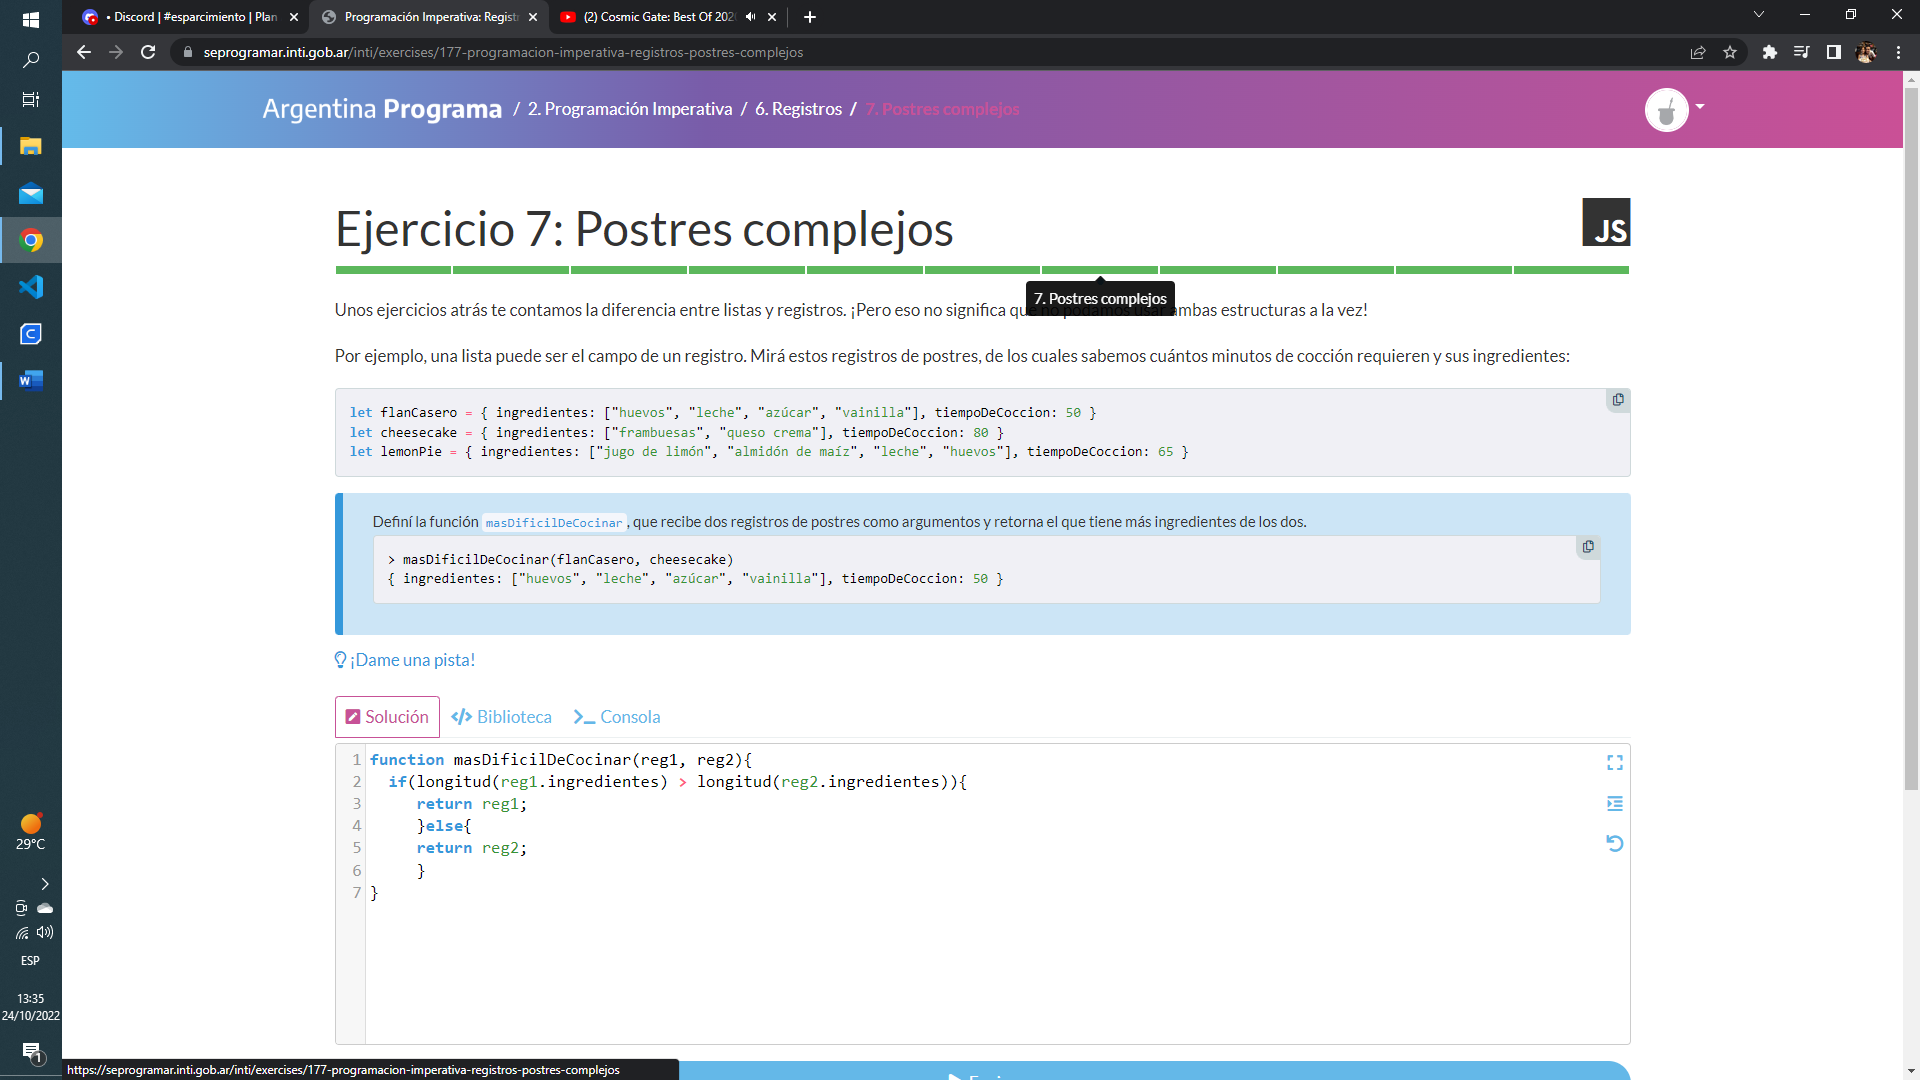 • Discord | #esparcimiento | Plan
Programación Imperativa: Regist
(2) Cosmic Gate: Best Of 202
seprogramar.inti.gob.ar/inti/exercises/177-programacion-imperativa-registros-postres-complejos
Argentina Programa / 2. Programación Imperativa / 6. Registros / 7. Postres complejos
Ejercicio 7: Postres complejos
JS
7. Postres complejos
Unos ejercicios atrás te contamos la diferencia entre listas y registros. ¡Pero eso no significa que no podamos usar ambas estructuras a la vez!
Por ejemplo, una lista puede ser el campo de un registro. Mirá estos registros de postres, de los cuales sabemos cuántos minutos de cocción requieren y sus ingredientes:
let flanCasero = { ingredientes: ["huevos", "leche", "azúcar", "vainilla"], tiempoDeCoccion: 50 }
let cheesecake = { ingredientes: ["frambuesas", "queso crema"], tiempoDeCoccion: 80 }
let lemonPie = { ingredientes: ["jugo de limón", "almidón de maíz", "leche", "huevos"], tiempoDeCoccion: 65 }
Definí la función masDificilDeCocinar, que recibe dos registros de postres como argumentos y retorna el que tiene más ingredientes de los dos.
> masDificilDeCocinar(flanCasero, cheesecake)
{ ingredientes: ["huevos", "leche", "azúcar", "vainilla"], tiempoDeCoccion: 50 }
¡Dame una pista!
Solución
Biblioteca
Consola
1 function masDificilDeCocinar(reg1, reg2){
2 if(longitud(reg1.ingredientes) > longitud(reg2.ingredientes)){
3 return reg1;
4 }else{
5 return reg2;
6 }
7 }
29°C
ESP
13:35
24/10/2022
1
https://seprogramar.inti.gob.ar/inti/exercises/177-programacion-imperativa-registros-postres-complejos